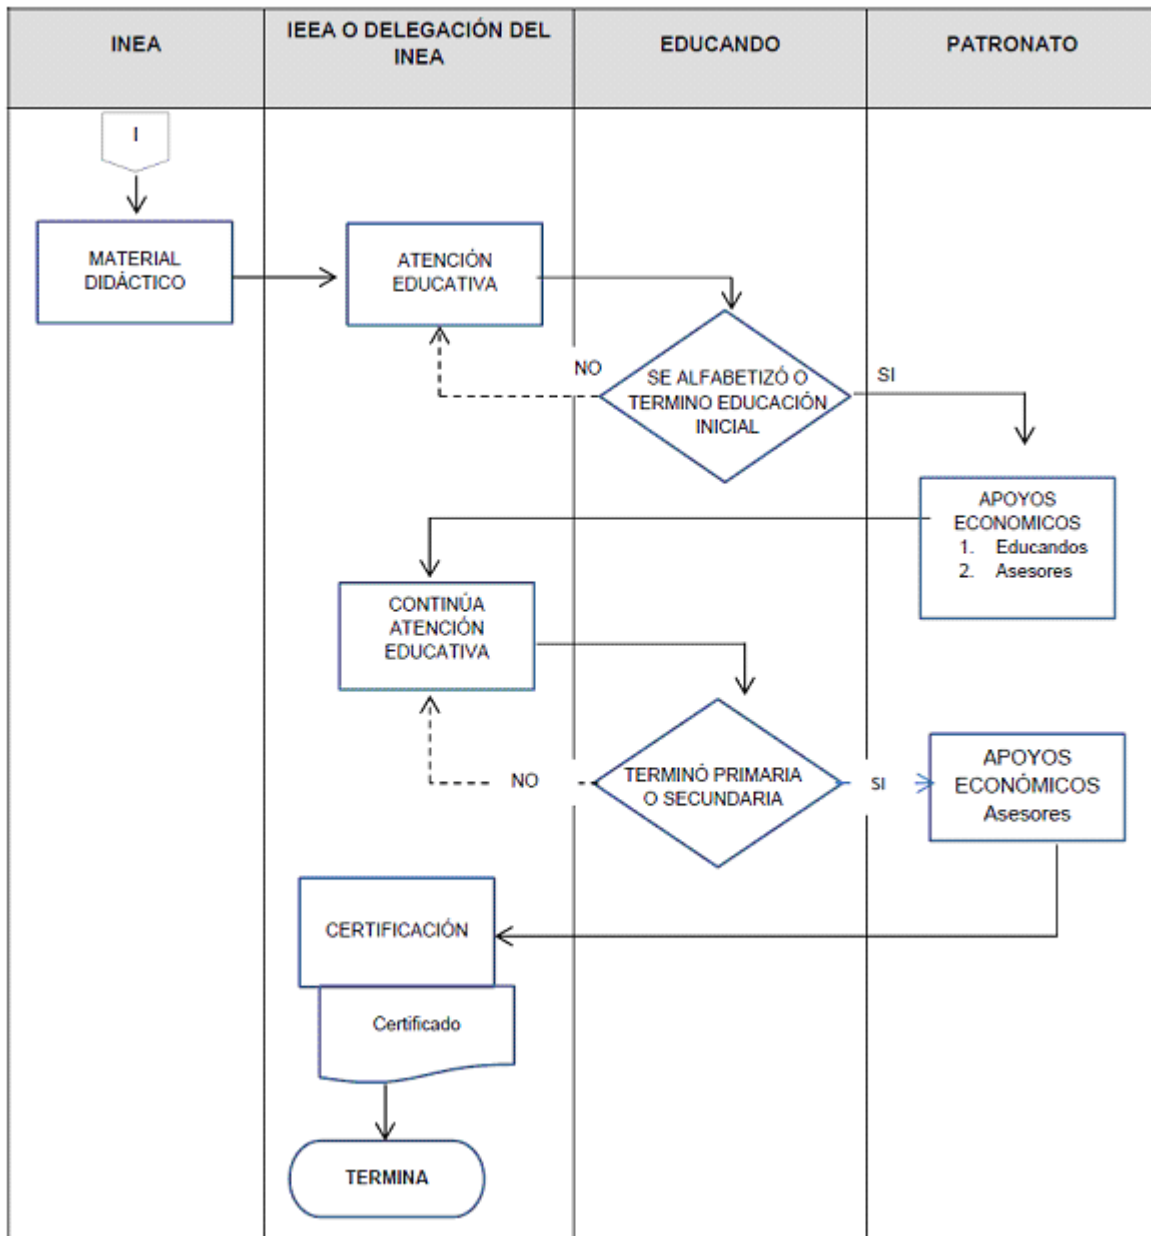 INEA
IEEA O DELEGACIÓN DEL
INEA
EDUCANDO
PATRONATO
I
MATERIAL
DIDÁCTICO
ATENCIÓN
EDUCATIVA
NO
SE ALFABETIZÓ O
TERMINO EDUCACIÓN
INICIAL
SI
APOYOS
ECONOMICOS
1. Educandos
2. Asesores
CONTINÚA
ATENCIÓN
EDUCATIVA
NO
TERMINÓ PRIMARIA
O SECUNDARIA
SI
APOYOS
ECONÓMICOS
Asesores
CERTIFICACIÓN
Certificado
TERMINA